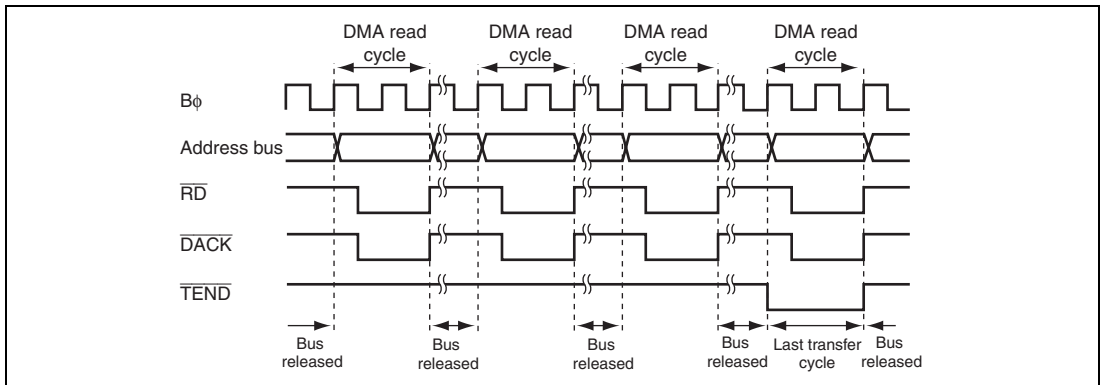 DMA read cycle
DMA read cycle
DMA read cycle
DMA read cycle
Bϕ
Address bus
RD
DACK
TEND
Bus released
Bus released
Bus released
Bus released
Last transfer cycle
Bus released